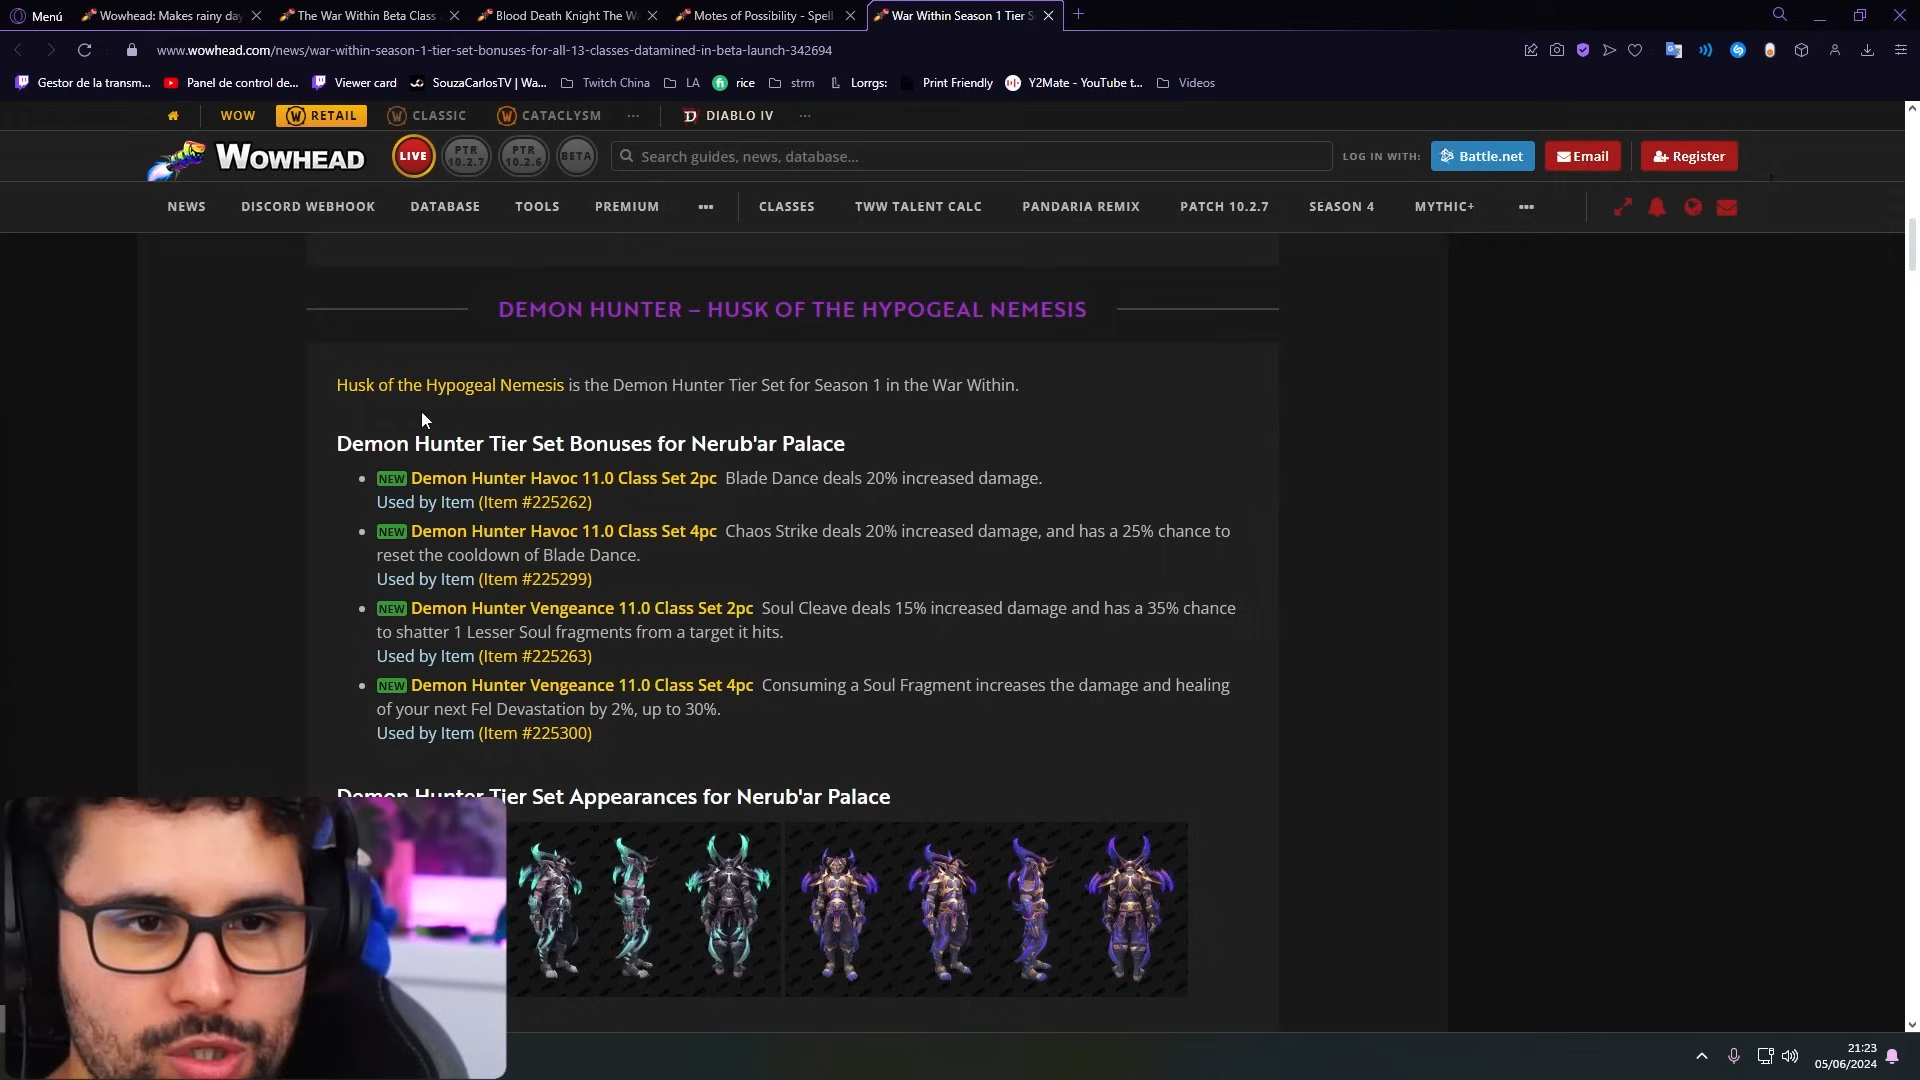 Menú
Wowhead: Makes rainy day
The War Within Beta Class
Blood Death Knight The W
Motes of Possibility - Spell
War Within Season 1 Tier S
www.wowhead.com/news/war-within-season-1-tier-set-bonuses-for-all-13-classes-datamined-in-beta-launch-342694
Gestor de la transm...
Panel de control de...
Viewer card
SouzaCarlosTV | Wa...
Twitch China
LA
rice
strm
Lorrgs:
Print Friendly
Y2Mate - YouTube t...
Videos
WOW
RETAIL
CLASSIC
CATACLYSM
...
DIABLO IV
...
WOWHEAD
LIVE
PTR
10.2.7
PTR
10.2.6
BETA
Search guides, news, database...
LOG IN WITH:
Battle.net
Email
Register
NEWS
DISCORD WEBHOOK
DATABASE
TOOLS
PREMIUM
...
CLASSES
TWW TALENT CALC
PANDARIA REMIX
PATCH 10.2.7
SEASON 4
MYTHIC+
...
DEMON HUNTER – HUSK OF THE HYPOGEAL NEMESIS
Husk of the Hypogeal Nemesis is the Demon Hunter Tier Set for Season 1 in the War Within.
Demon Hunter Tier Set Bonuses for Nerub'ar Palace
• NEW Demon Hunter Havoc 11.0 Class Set 2pc Blade Dance deals 20% increased damage.
Used by Item (Item #225262)
• NEW Demon Hunter Havoc 11.0 Class Set 4pc Chaos Strike deals 20% increased damage, and has a 25% chance to
reset the cooldown of Blade Dance.
Used by Item (Item #225299)
• NEW Demon Hunter Vengeance 11.0 Class Set 2pc Soul Cleave deals 15% increased damage and has a 35% chance
to shatter 1 Lesser Soul fragments from a target it hits.
Used by Item (Item #225263)
• NEW Demon Hunter Vengeance 11.0 Class Set 4pc Consuming a Soul Fragment increases the damage and healing
of your next Fel Devastation by 2%, up to 30%.
Used by Item (Item #225300)
Demon Hunter Tier Set Appearances for Nerub'ar Palace
21:23
05/06/2024